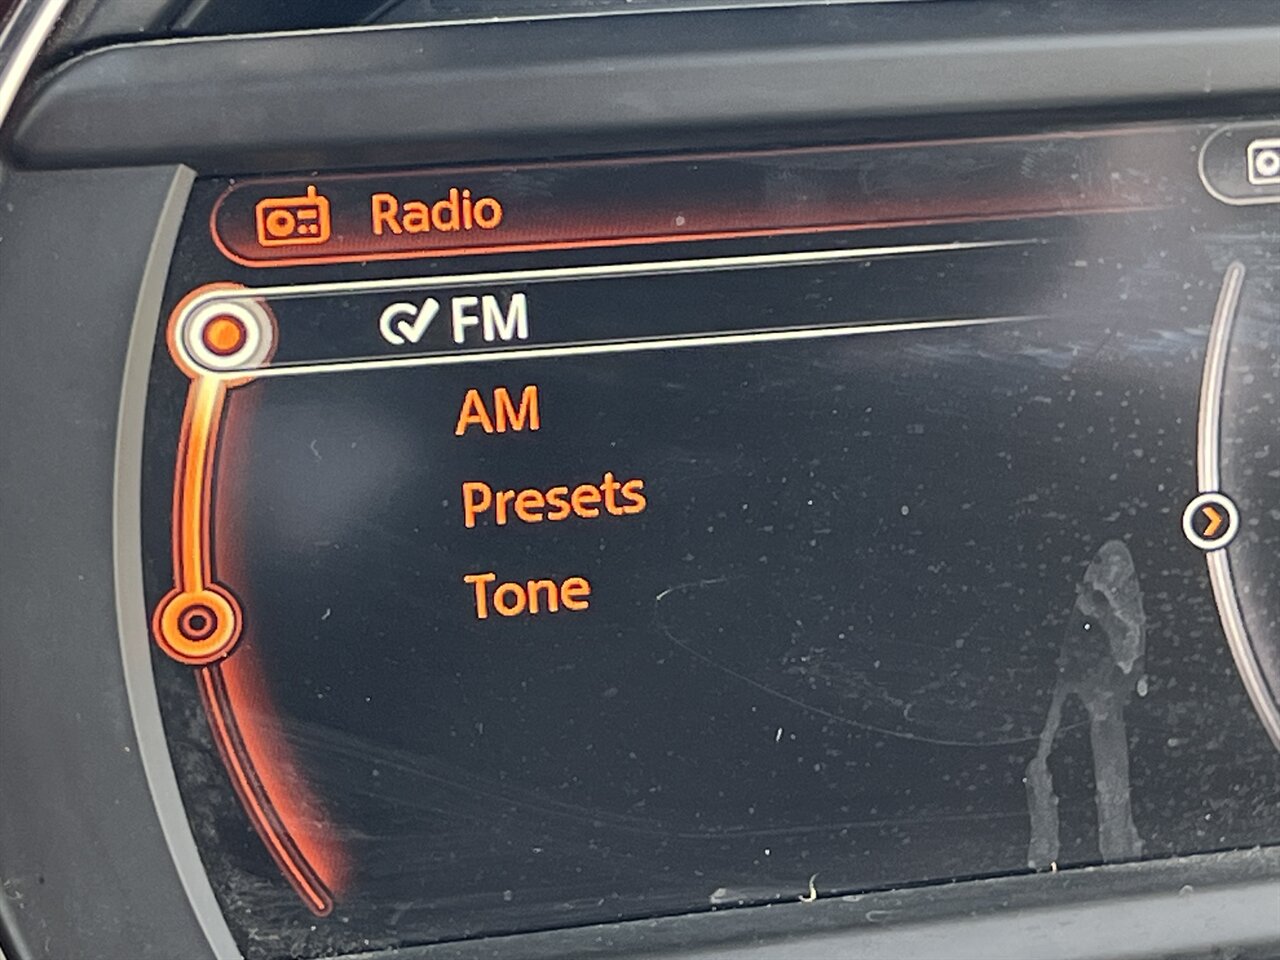 Radio
FM
AM
Presets
Tone